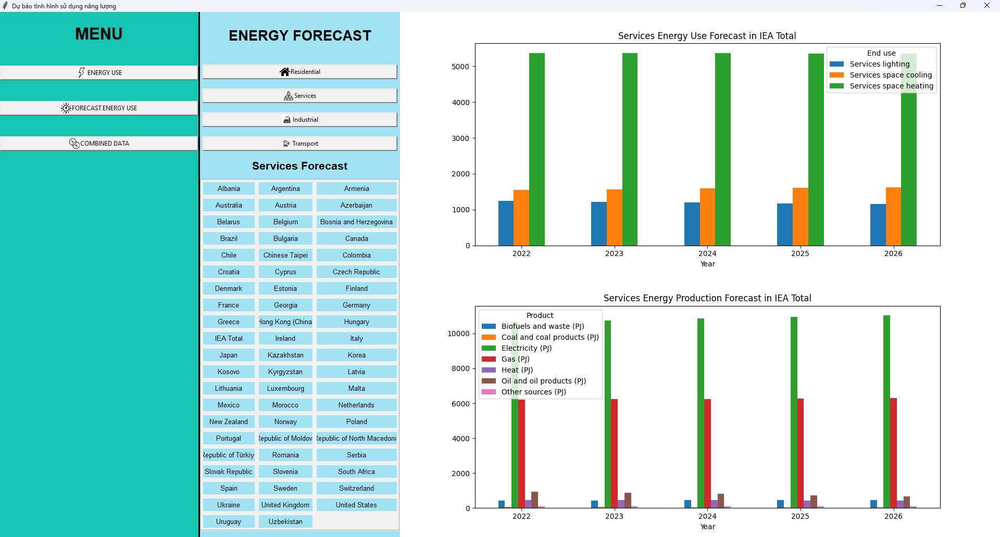 Dự báo tình hình sử dụng năng lượng
MENU
ENERGY USE
FORECAST ENERGY USE
COMBINED DATA
ENERGY FORECAST
Residential
Services
Industrial
Transport
Services Forecast
Albania Argentina Armenia
Australia Austria Azerbaijan
Belarus Belgium Bosnia and Herzegovina
Brazil Bulgaria Canada
Chile Chinese Taipei Colombia
Croatia Cyprus Czech Republic
Denmark Estonia Finland
France Georgia Germany
Greece Hong Kong (China Hungary
IEA Total Ireland Italy
Japan Kazakhstan Korea
Kosovo Kyrgyzstan Latvia
Lithuania Luxembourg Malta
Mexico Morocco Netherlands
New Zealand Norway Poland
Portugal Republic of Moldov Republic of North Macedoni
Republic of Türkiy Romania Serbia
Slovak Republic Slovenia South Africa
Spain Sweden Switzerland
Ukraine United Kingdom United States
Uruguay Uzbekistan
Services Energy Use Forecast in IEA Total
End use
Services lighting
Services space cooling
Services space heating
5000
4000
3000
2000
1000
0
2022 2023 2024 2025 2026
Year
Services Energy Production Forecast in IEA Total
Product
Biofuels and waste (PJ)
Coal and coal products (PJ)
Electricity (PJ)
Gas (PJ)
Heat (PJ)
Oil and oil products (PJ)
Other sources (PJ)
10000
8000
6000
4000
2000
0
2022 2023 2024 2025 2026
Year